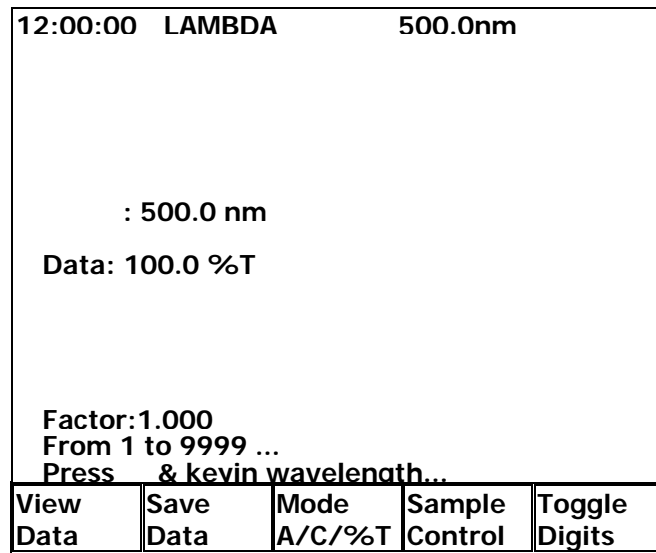 12:00:00 LAMBDA 500.0nm
: 500.0 nm
Data: 100.0 %T
Factor:1.000
From 1 to 9999 ...
Press & kevin wavelength...
View Data
Save Data
Mode A/C/%T
Sample Control
Toggle Digits